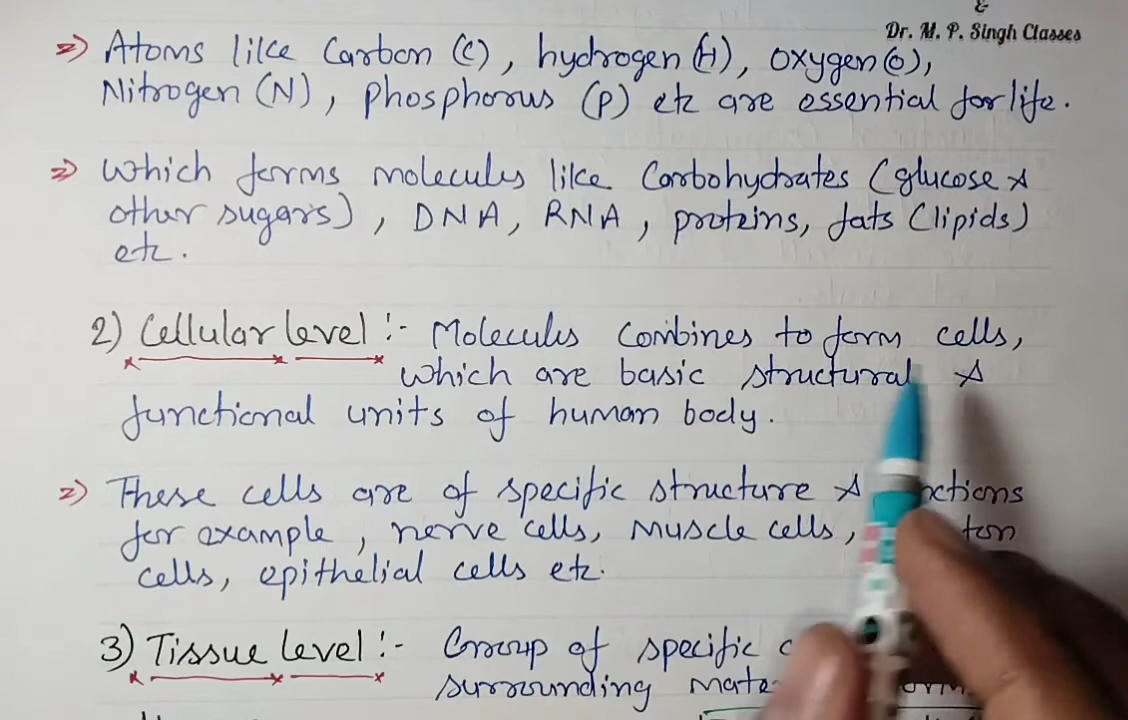 &
Dr. M. P. Singh Classes
⇒ Atoms like Carbon (C), hydrogen (H), oxygen (O),
Nitrogen (N), phosphorus (P) etc are essential for life.
⇒ Which forms molecules like Carbohydrates (glucose &
other sugars), DNA, RNA, proteins, fats (lipids)
etc.
2) Cellular level :- Molecules Combines to form cells,
which are basic structural &
functional units of human body.
⇒ These cells are of specific structure &
for example, nerve cells, Muscle cells,
cells, epithelial cells etc.
3) Tissue level :- Group of specific
surrounding